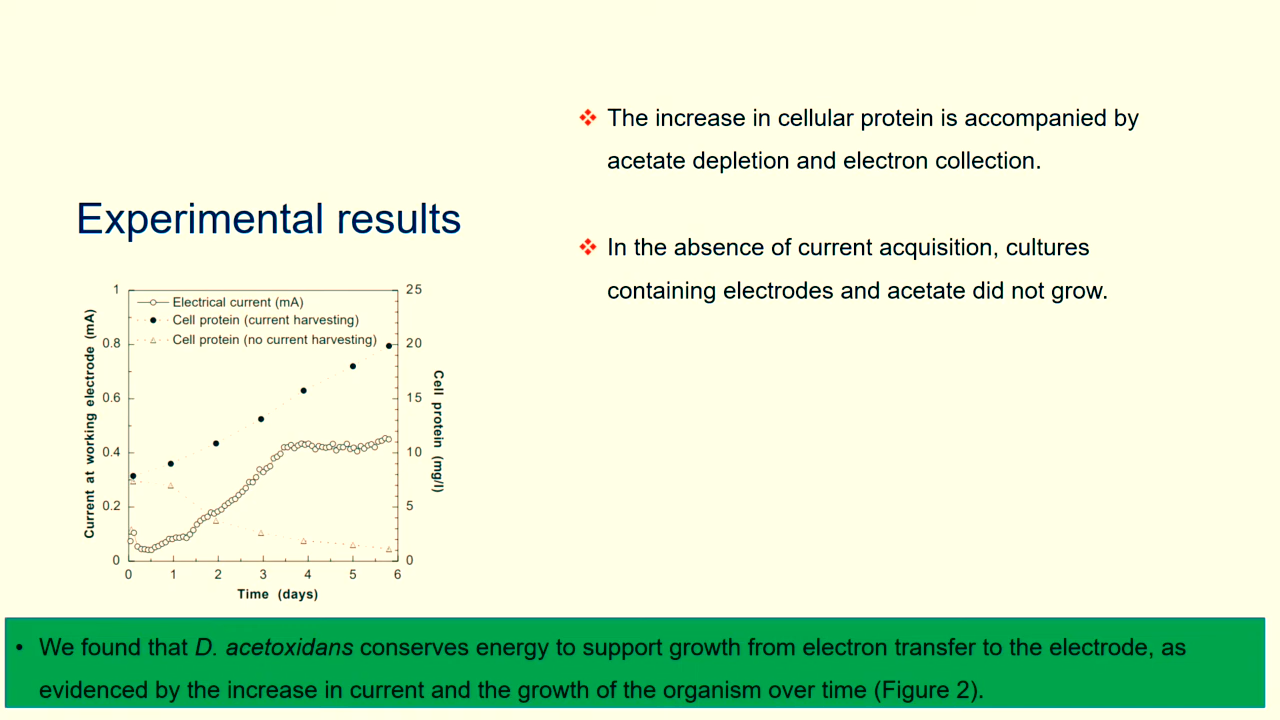 The increase in cellular protein is accompanied by
acetate depletion and electron collection.
Experimental results
In the absence of current acquisition, cultures
containing electrodes and acetate did not grow.
1
0.8
0.6
0.4
0.2
0
Current at working electrode (mA)
Electrical current (mA)
Cell protein (current harvesting)
Cell protein (no current harvesting)
25
20
15
10
5
0
Cell protein (mg/l)
0 1 2 3 4 5 6
Time (days)
• We found that D. acetoxidans conserves energy to support growth from electron transfer to the electrode, as
evidenced by the increase in current and the growth of the organism over time (Figure 2).